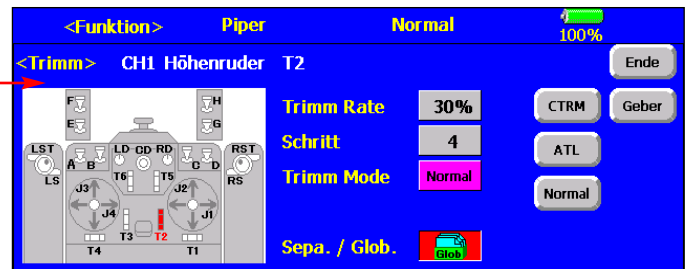 <Funktion> Piper Normal 100%
<Trimm> CH1 Höhenruder T2 Ende
F H
E G
Trimm Rate 30% CTRM Geber
LST LD CD RD RST
A B C D
Schritt 4 ATL
LS T6 T5 RS
J3 J2
Trimm Mode Normal Normal
J4 J1
T3 T2
T4 T1
Sepa. / Glob. Glob